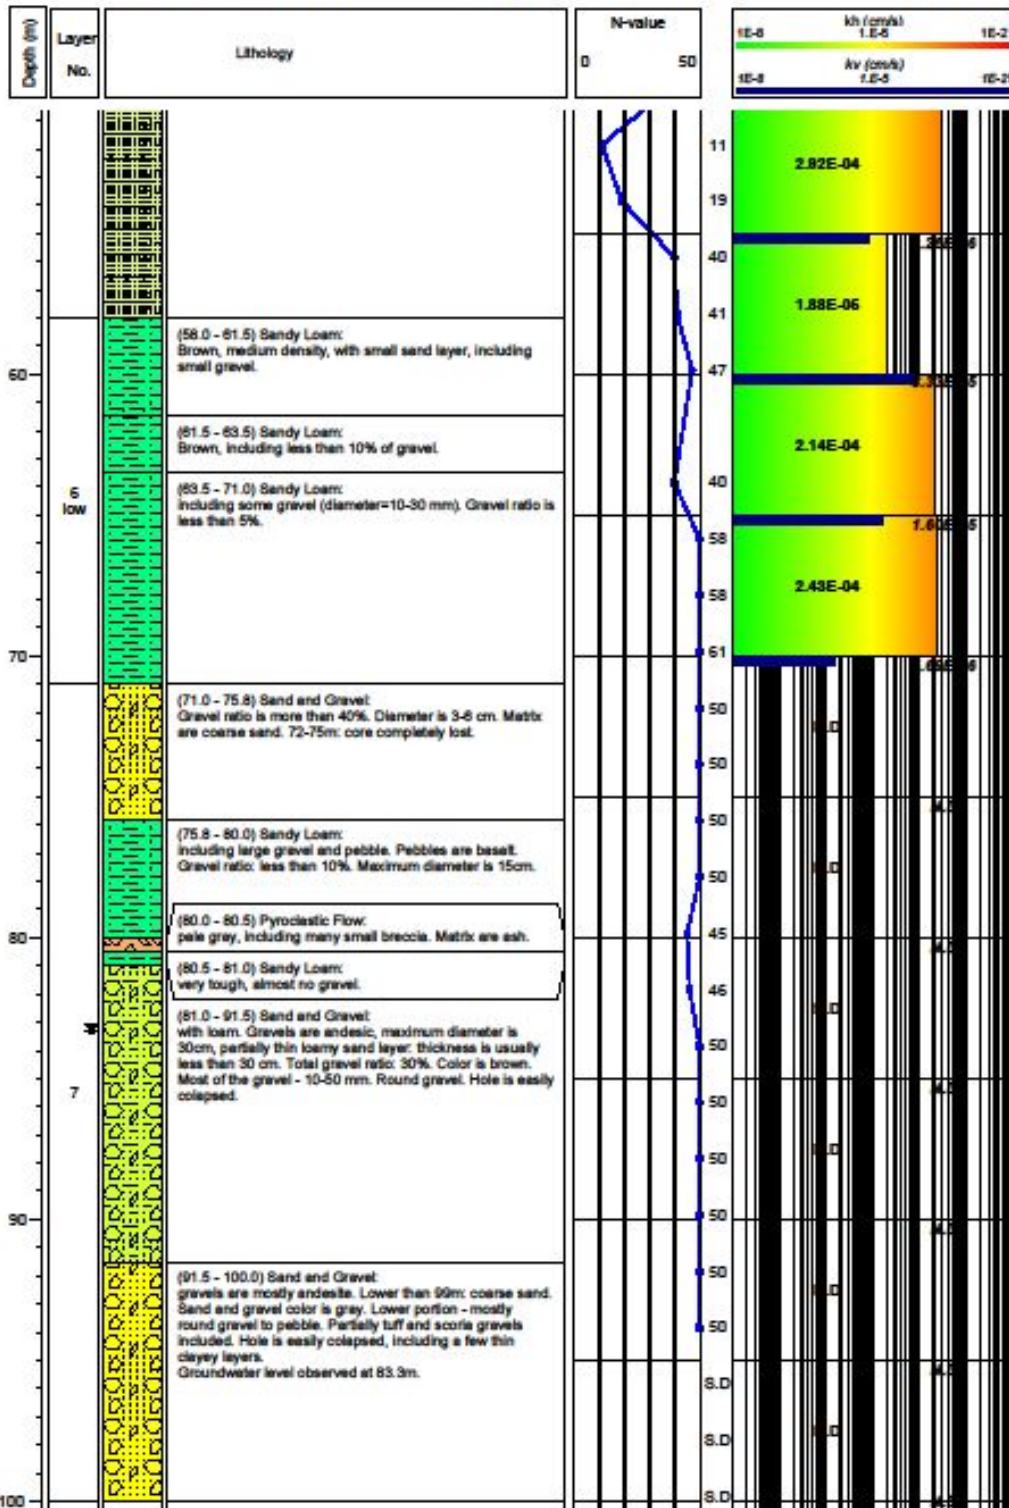 Depth (m)
Layer
No.
Lithology
N-value
0 50
kh (cm/s)
1E-8 1.E-5 1E-2
kv (cm/s)
1E-8 1.E-5 1E-2
11
2.92E-04
19
40
1.88E-05
41
(58.0 - 61.5) Sandy Loam:
Brown, medium density, with small sand layer, including
small gravel.
60
47
(61.5 - 63.5) Sandy Loam:
Brown, including less than 10% of gravel.
2.14E-04
6
low
(63.5 - 71.0) Sandy Loam:
including some gravel (diameter=10-30 mm). Gravel ratio is
less than 5%.
40
58
58
2.43E-04
70
61
(71.0 - 75.8) Sand and Gravel:
Gravel ratio is more than 40%. Diameter is 3-6 cm. Matrix
are coarse sand. 72-75m: core completely lost.
50
50
(75.8 - 80.0) Sandy Loam:
including large gravel and pebble. Pebbles are basalt.
Gravel ratio: less than 10%. Maximum diameter is 15cm.
50
50
(80.0 - 80.5) Pyroclastic Flow:
pale gray, including many small breccia. Matrix are ash.
80
45
(80.5 - 81.0) Sandy Loam:
very tough, almost no gravel.
46
(81.0 - 91.5) Sand and Gravel:
with loam. Gravels are andesic, maximum diameter is
30cm, partially thin loamy sand layer: thickness is usually
less than 30 cm. Total gravel ratio: 30%. Color is brown.
Most of the gravel - 10-50 mm. Round gravel. Hole is easily
colapsed.
50
7
50
50
90
50
(91.5 - 100.0) Sand and Gravel:
gravels are mostly andesite. Lower than 99m: coarse sand.
Sand and gravel color is gray. Lower portion - mostly
round gravel to pebble. Partially tuff and scoria gravels
included. Hole is easily colapsed, including a few thin
clayey layers.
Groundwater level observed at 83.3m.
50
50
S.D
S.D
100
S.D